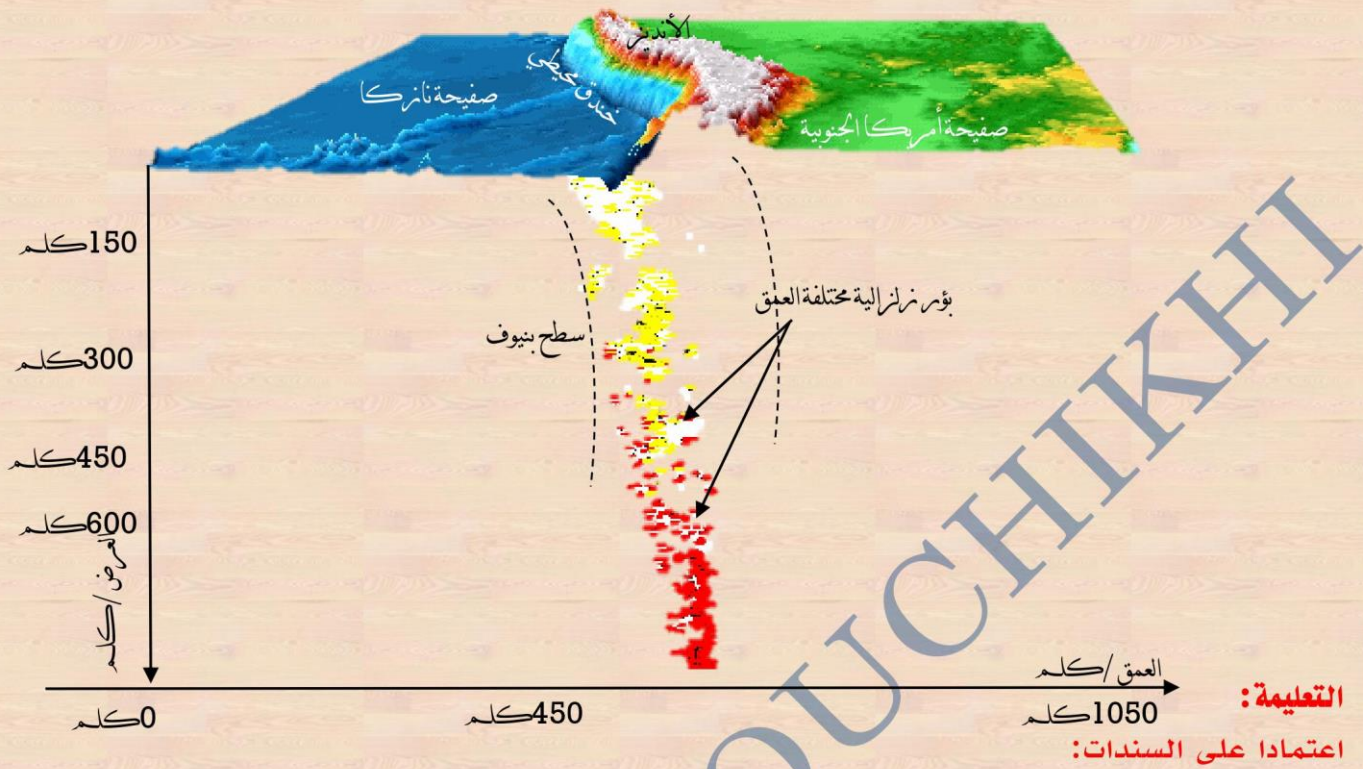 الأنديز
خندق محيطي
صفيحة نازكا
صفيحة أمريكا الجنوبية
150كلم
بؤر زلزالية مختلفة العمق
سطح بنيوف
300كلم
450كلم
600كلم
العرض/كلم
العمق/كلم
0كلم
450كلم
1050كلم
التعليمة:
اعتمادا على السندات:
OUCHIKHI